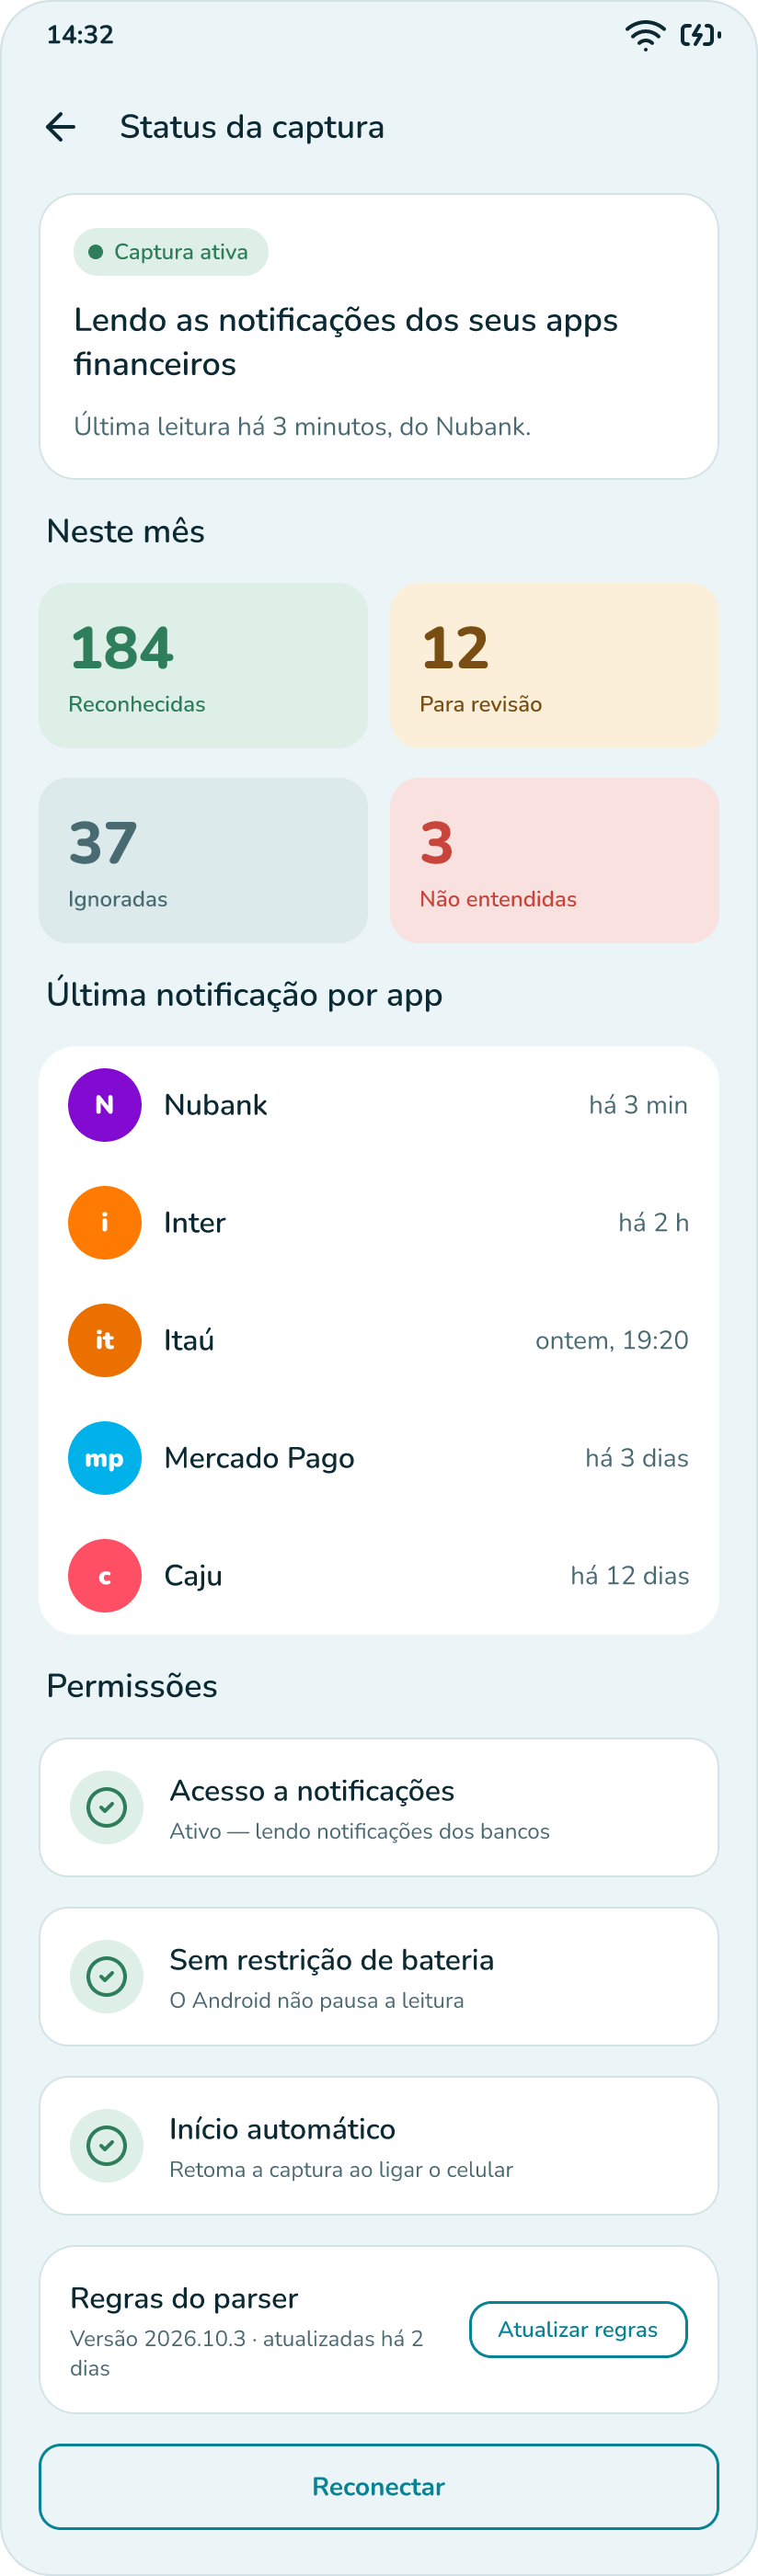 14:32
Status da captura
Captura ativa
Lendo as notificações dos seus apps
financeiros
Última leitura há 3 minutos, do Nubank.
Neste mês
184
Reconhecidas
12
Para revisão
37
Ignoradas
3
Não entendidas
Última notificação por app
N Nubank há 3 min
i Inter há 2 h
it Itaú ontem, 19:20
mp Mercado Pago há 3 dias
c Caju há 12 dias
Permissões
Acesso a notificações
Ativo — lendo notificações dos bancos
Sem restrição de bateria
O Android não pausa a leitura
Início automático
Retoma a captura ao ligar o celular
Regras do parser
Versão 2026.10.3 · atualizadas há 2
dias
Atualizar regras
Reconectar